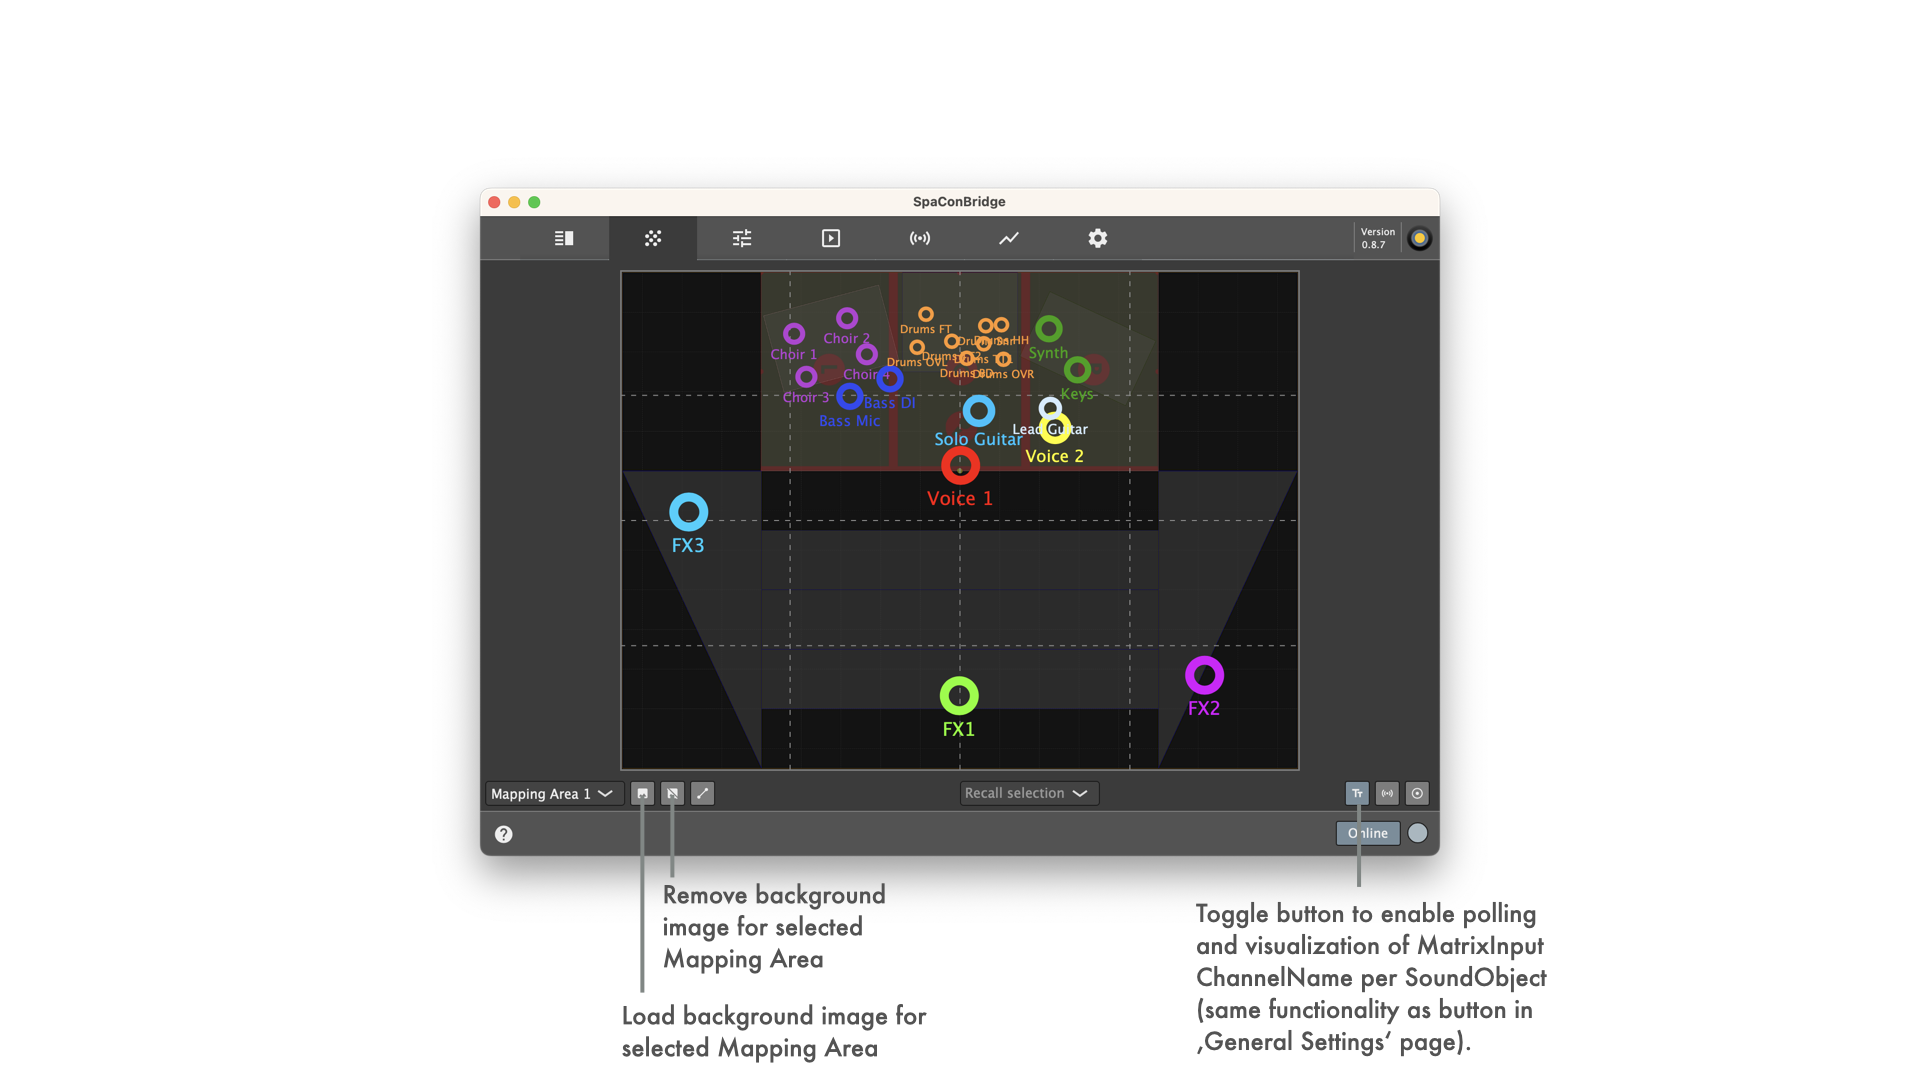 SpaConBridge
Version
0.8.7
Drums FT
Choir 2
Drums HH
Choir 1
Synth
Drums OVL
Choir 4
Drums BD
Drums OVR
Keys
Choir 3
Bass DI
Bass Mic
Lead Guitar
Solo Guitar
Voice 2
Voice 1
FX3
FX2
FX1
Mapping Area 1
Recall selection
Tт
?
Online
Remove background
image for selected
Mapping Area
Load background image for
selected Mapping Area
Toggle button to enable polling
and visualization of MatrixInput
ChannelName per SoundObject
(same functionality as button in
‚General Settings‘ page).